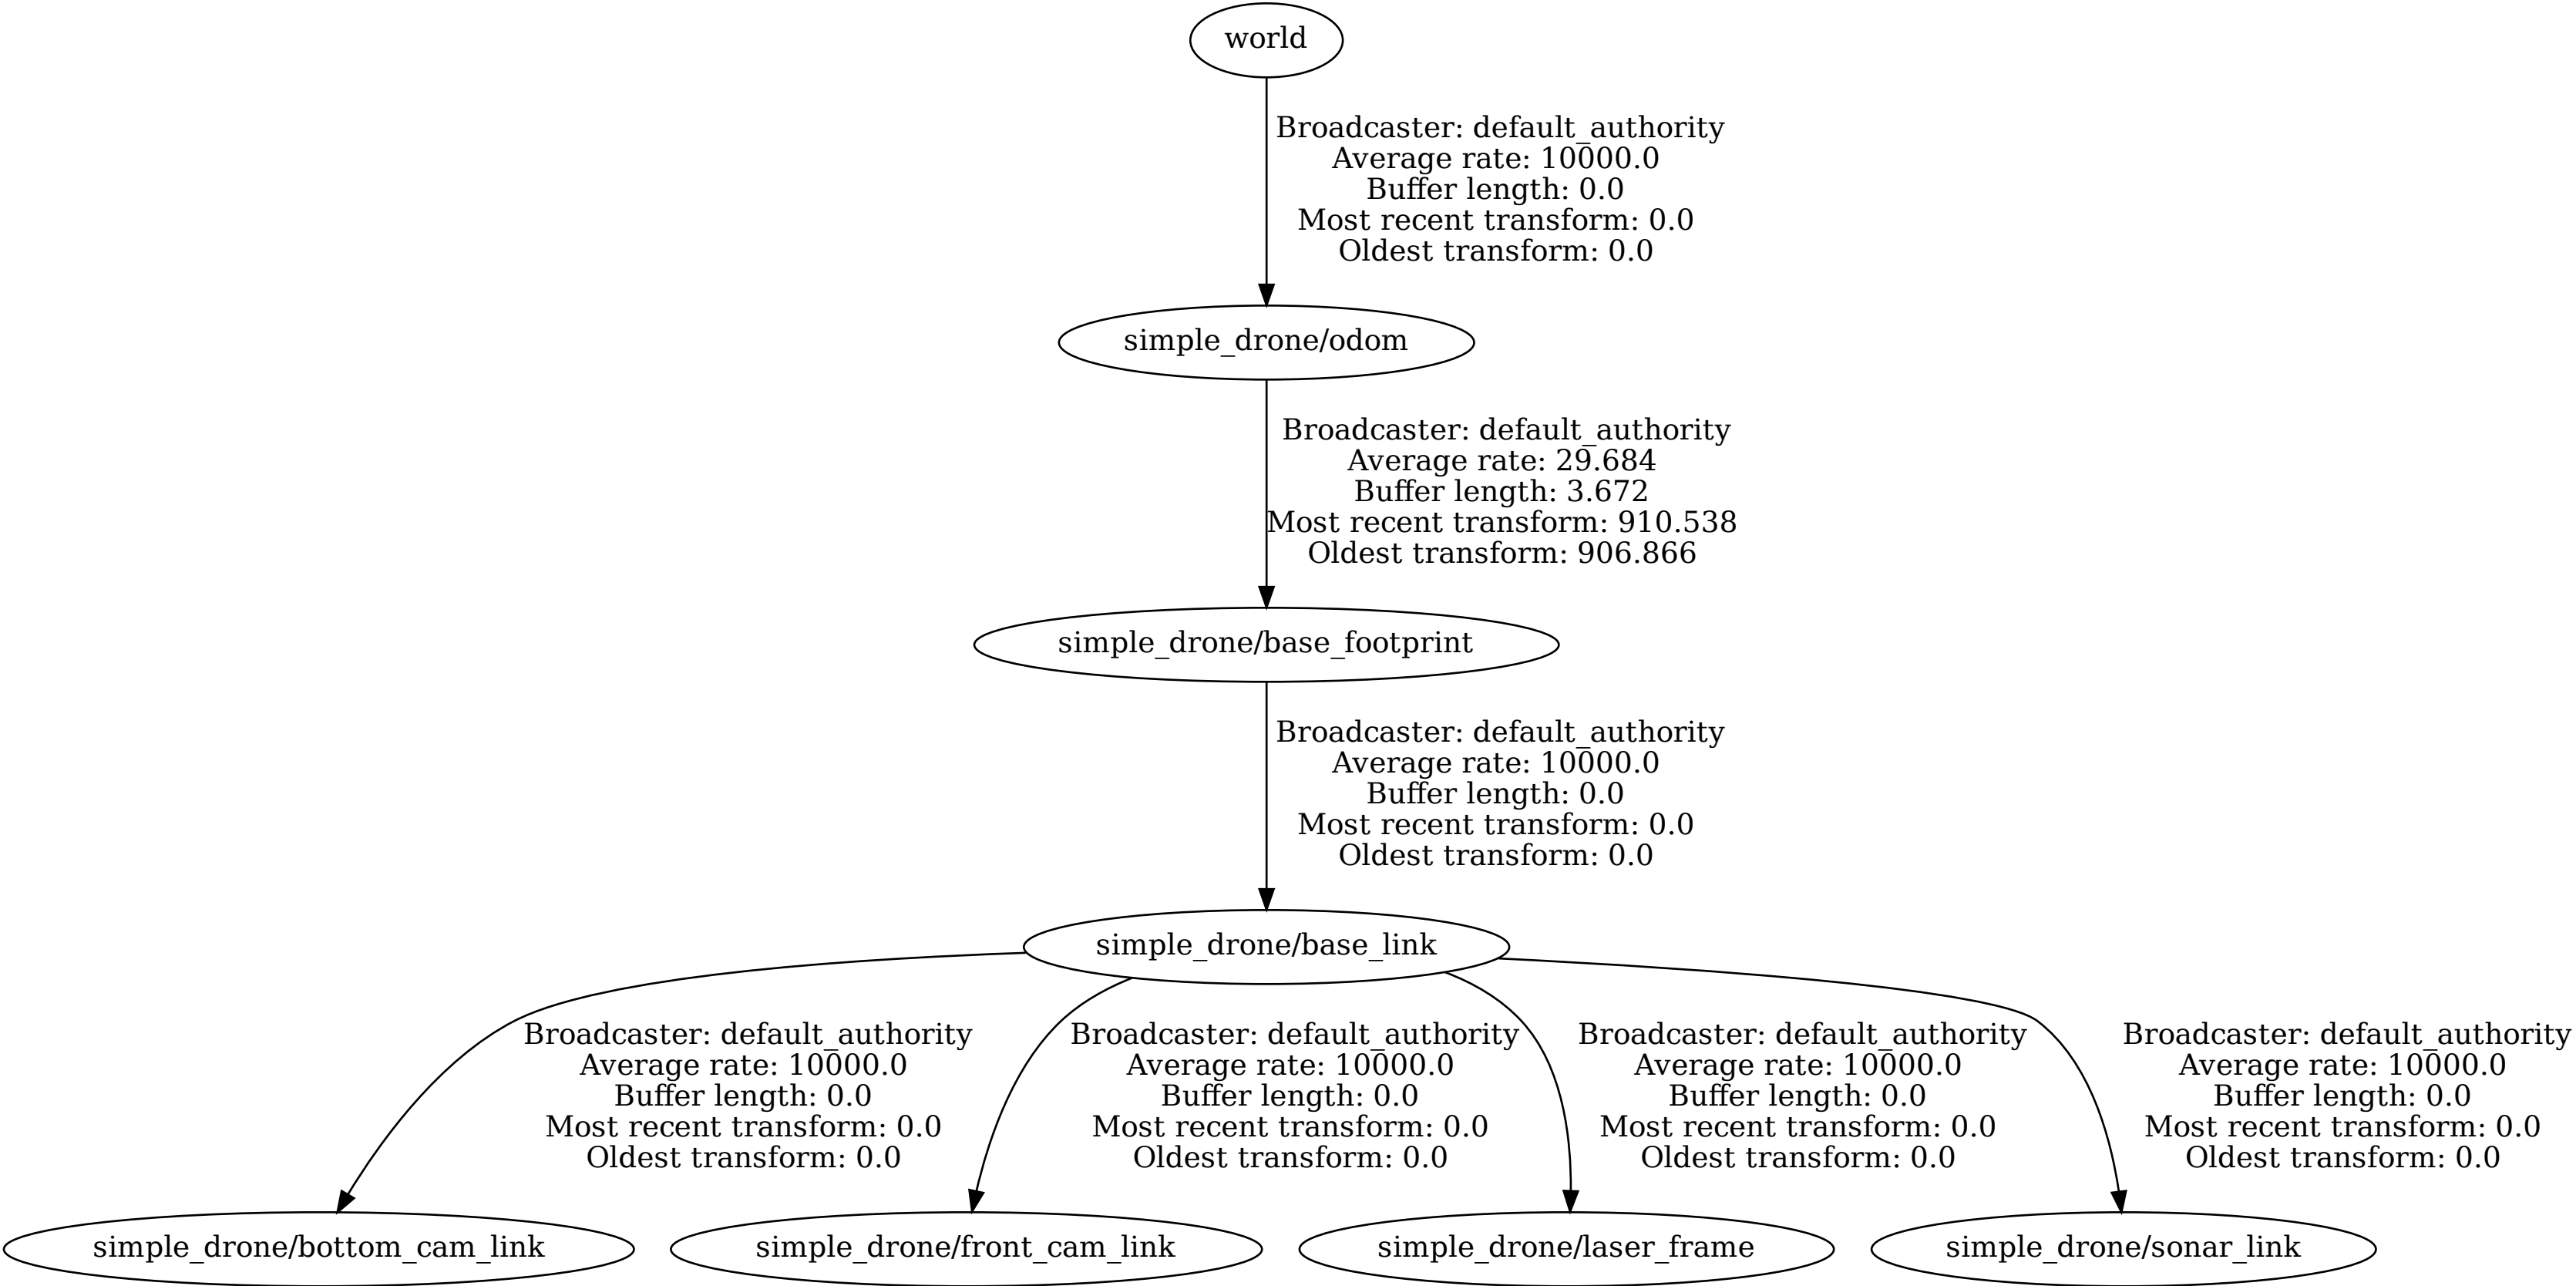 world
Broadcaster: default_authority
Average rate: 10000.0
Buffer length: 0.0
Most recent transform: 0.0
Oldest transform: 0.0
simple_drone/odom
Broadcaster: default_authority
Average rate: 29.684
Buffer length: 3.672
Most recent transform: 910.538
Oldest transform: 906.866
simple_drone/base_footprint
Broadcaster: default_authority
Average rate: 10000.0
Buffer length: 0.0
Most recent transform: 0.0
Oldest transform: 0.0
simple_drone/base_link
Broadcaster: default_authority
Average rate: 10000.0
Buffer length: 0.0
Most recent transform: 0.0
Oldest transform: 0.0
Broadcaster: default_authority
Average rate: 10000.0
Buffer length: 0.0
Most recent transform: 0.0
Oldest transform: 0.0
Broadcaster: default_authority
Average rate: 10000.0
Buffer length: 0.0
Most recent transform: 0.0
Oldest transform: 0.0
Broadcaster: default_authority
Average rate: 10000.0
Buffer length: 0.0
Most recent transform: 0.0
Oldest transform: 0.0
simple_drone/bottom_cam_link
simple_drone/front_cam_link
simple_drone/laser_frame
simple_drone/sonar_link